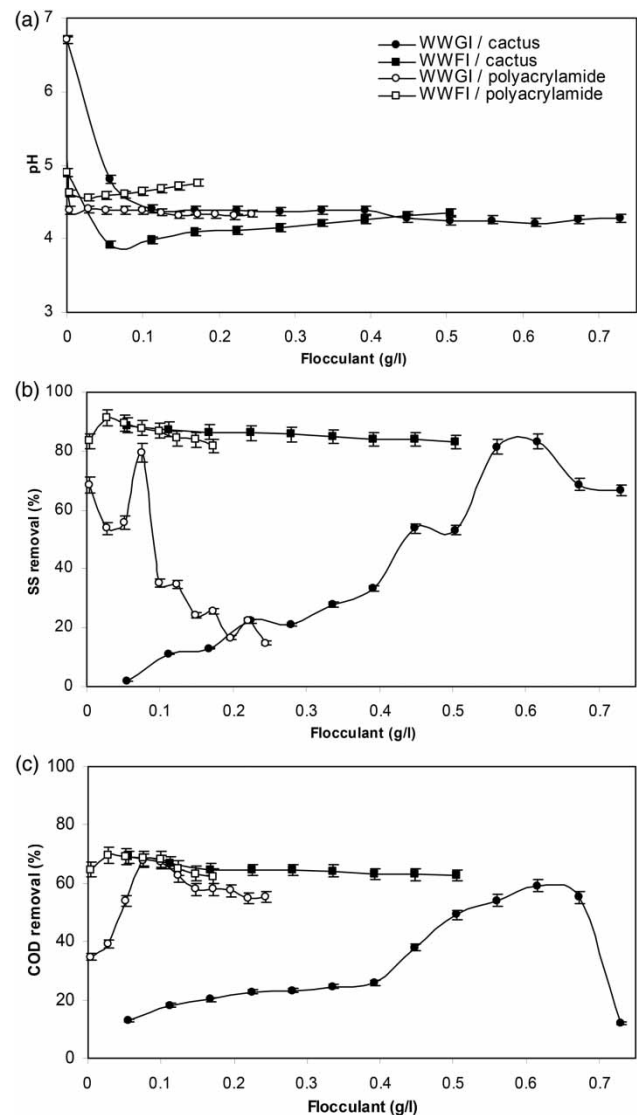 (a)
7
6
5
4
3
pH
WWGI / cactus
WWFI / cactus
WWGI / polyacrylamide
WWFI / polyacrylamide
0 0.1 0.2 0.3 0.4 0.5 0.6 0.7
Flocculant (g/l)
(b)
100
80
60
40
20
0
SS removal (%)
0 0.1 0.2 0.3 0.4 0.5 0.6 0.7
Flocculant (g/l)
(c)
100
80
60
40
20
0
COD removal (%)
0 0.1 0.2 0.3 0.4 0.5 0.6 0.7
Flocculant (g/l)